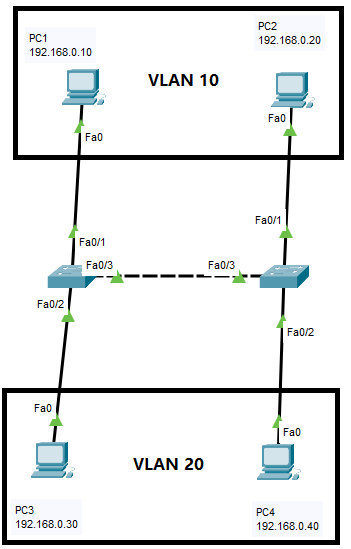 PC1
192.168.0.10
PC2
192.168.0.20
VLAN 10
Fa0
Fa0
Fa0/1
Fa0/1
Fa0/3
Fa0/3
Fa0/2
Fa0/2
Fa0
Fa0
VLAN 20
PC3
192.168.0.30
PC4
192.168.0.40